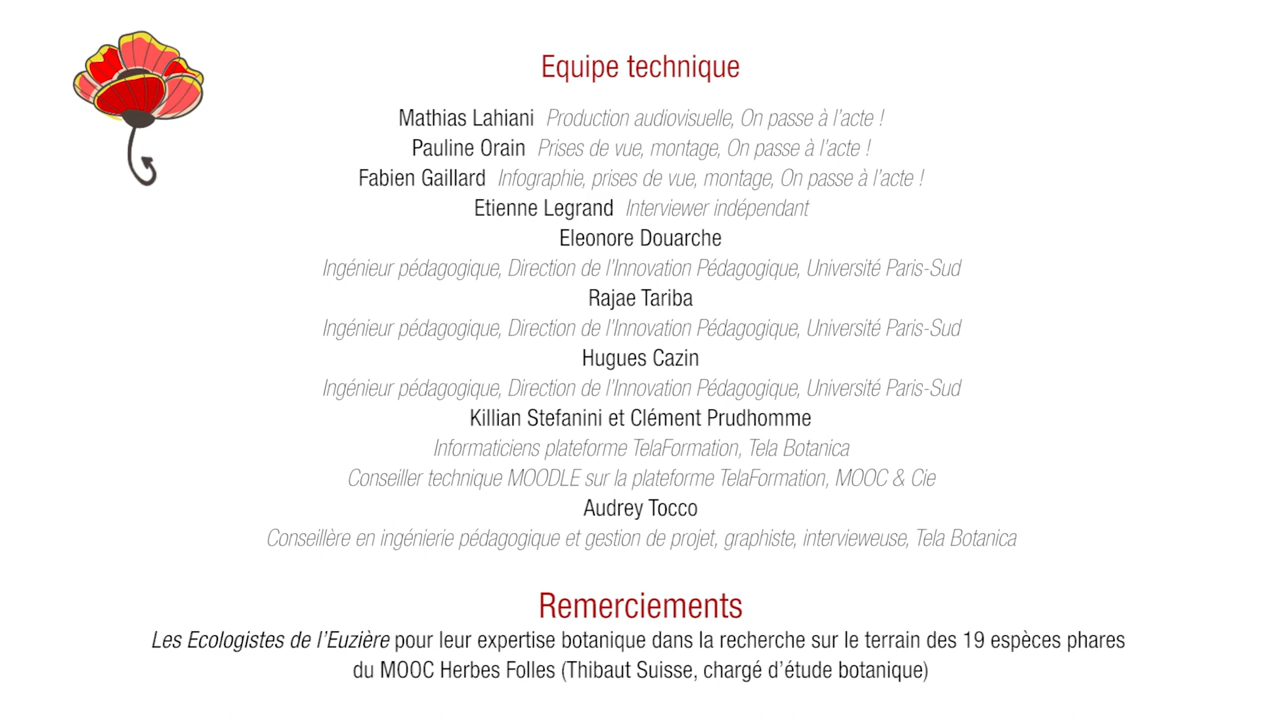 Equipe technique
Mathias Lahiani Production audiovisuelle, On passe à l'acte !
Pauline Orain Prises de vue, montage, On passe à l'acte !
Fabien Gaillard Infographie, prises de vue, montage, On passe à l'acte !
Etienne Legrand Interviewer indépendant
Eleonore Douarche
Ingénieur pédagogique, Direction de l'Innovation Pédagogique, Université Paris-Sud
Rajae Tariba
Ingénieur pédagogique, Direction de l'Innovation Pédagogique, Université Paris-Sud
Hugues Cazin
Ingénieur pédagogique, Direction de l'Innovation Pédagogique, Université Paris-Sud
Killian Stefanini et Clément Prudhomme
Informaticiens plateforme TelaFormation, Tela Botanica
Conseiller technique MOODLE sur la plateforme TelaFormation, MOOC & Cie
Audrey Tocco
Conseillère en ingénierie pédagogique et gestion de projet, graphiste, intervieweuse, Tela Botanica
Remerciements
Les Ecologistes de l'Euzière pour leur expertise botanique dans la recherche sur le terrain des 19 espèces phares
du MOOC Herbes Folles (Thibaut Suisse, chargé d'étude botanique)